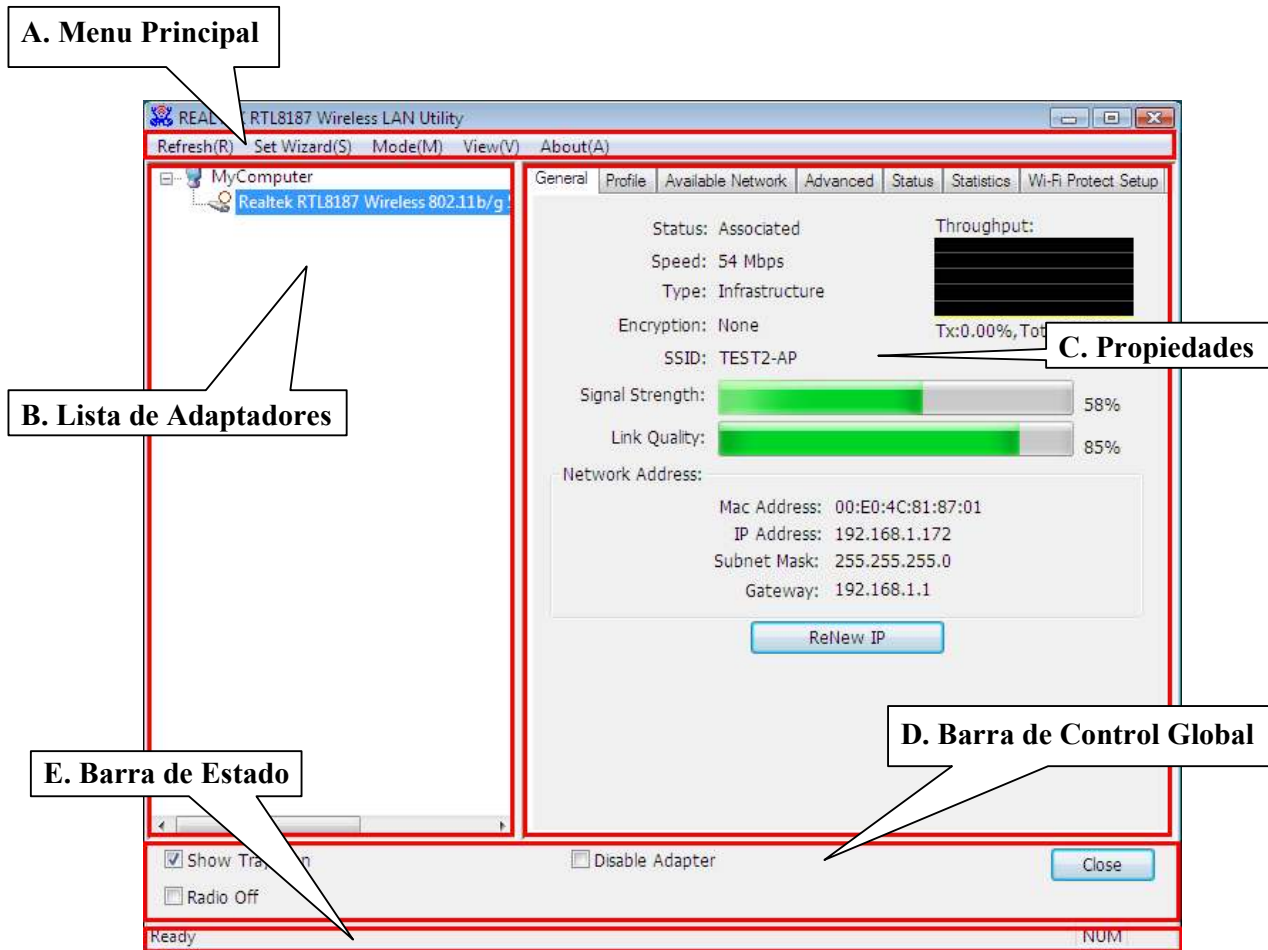 A. Menu Principal
RTL8187 Wireless LAN Utility
Refresh(R) Set Wizard(S) Mode(M) View(V) About(A)
MyComputer
Realtek RTL8187 Wireless 802.11b/g
General Profile Available Network Advanced Status Statistics Wi-Fi Protect Setup
Status: Associated
Throughput:
Speed: 54 Mbps
Type: Infrastructure
Encryption: None
Tx:0.00%,
SSID: TEST2-AP
C. Propiedades
Signal Strength: 58%
B. Lista de Adaptadores
Link Quality: 85%
Network Address:
Mac Address: 00:E0:4C:81:87:01
IP Address: 192.168.1.172
Subnet Mask: 255.255.255.0
Gateway: 192.168.1.1
ReNew IP
D. Barra de Control Global
E. Barra de Estado
Show
Disable Adapter
Close
Radio Off
Ready
NUM